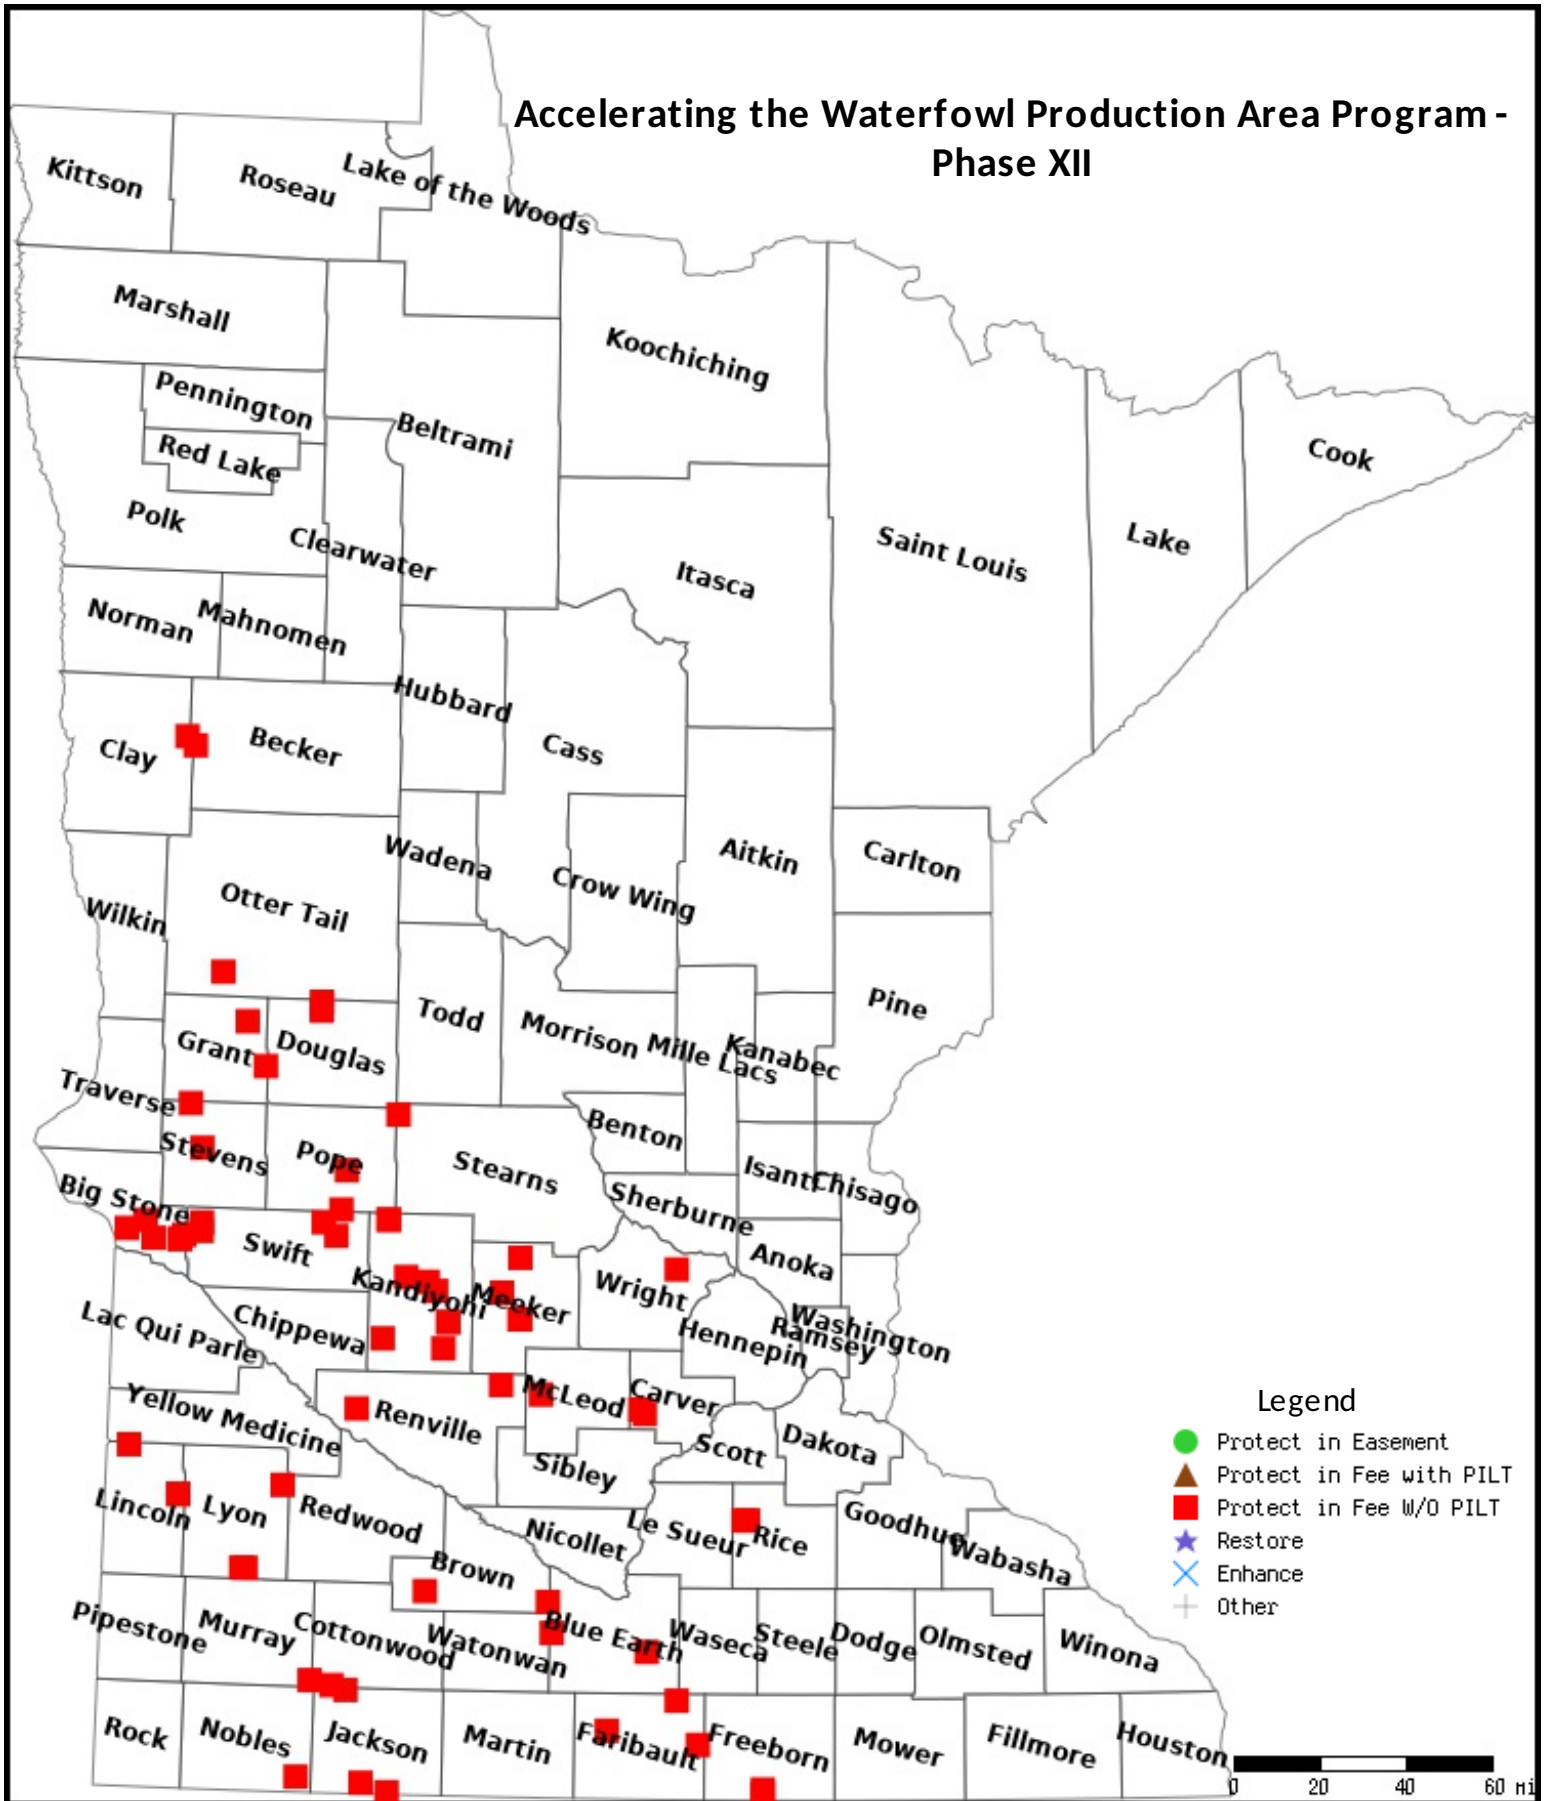 Accelerating the Waterfowl Production Area Program -
Phase XII
Kittson
Roseau
Lake of the Woods
Marshall
Koochiching
Pennington
Beltrami
Red Lake
Cook
Polk
Clearwater
Saint Louis
Lake
Itasca
Norman
Mahnomen
Hubbard
Clay
Becker
Cass
Wadena
Aitkin
Carlton
Otter Tail
Crow Wing
Wilkin
Pine
Todd
Morrison
Mille Lacs
Kanabec
Grant
Douglas
Traverse
Benton
Stevens
Pope
Stearns
Isanti
Chisago
Big Stone
Sherburne
Swift
Anoka
Kandiyohi
Meeker
Wright
Washington
Ramsey
Hennepin
Lac Qui Parle
Chippewa
McLeod
Carver
Yellow Medicine
Renville
Scott
Dakota
Sibley
Lincoln
Lyon
Redwood
Nicollet
Le Sueur
Rice
Goodhue
Wabasha
Brown
Pipestone
Murray
Cottonwood
Watonwan
Blue Earth
Waseca
Steele
Dodge
Olmsted
Winona
Rock
Nobles
Jackson
Martin
Faribault
Freeborn
Mower
Fillmore
Houston
Legend
Protect in Easement
Protect in Fee with PILT
Protect in Fee W/O PILT
Restore
Enhance
Other
0 20 40 60 mi